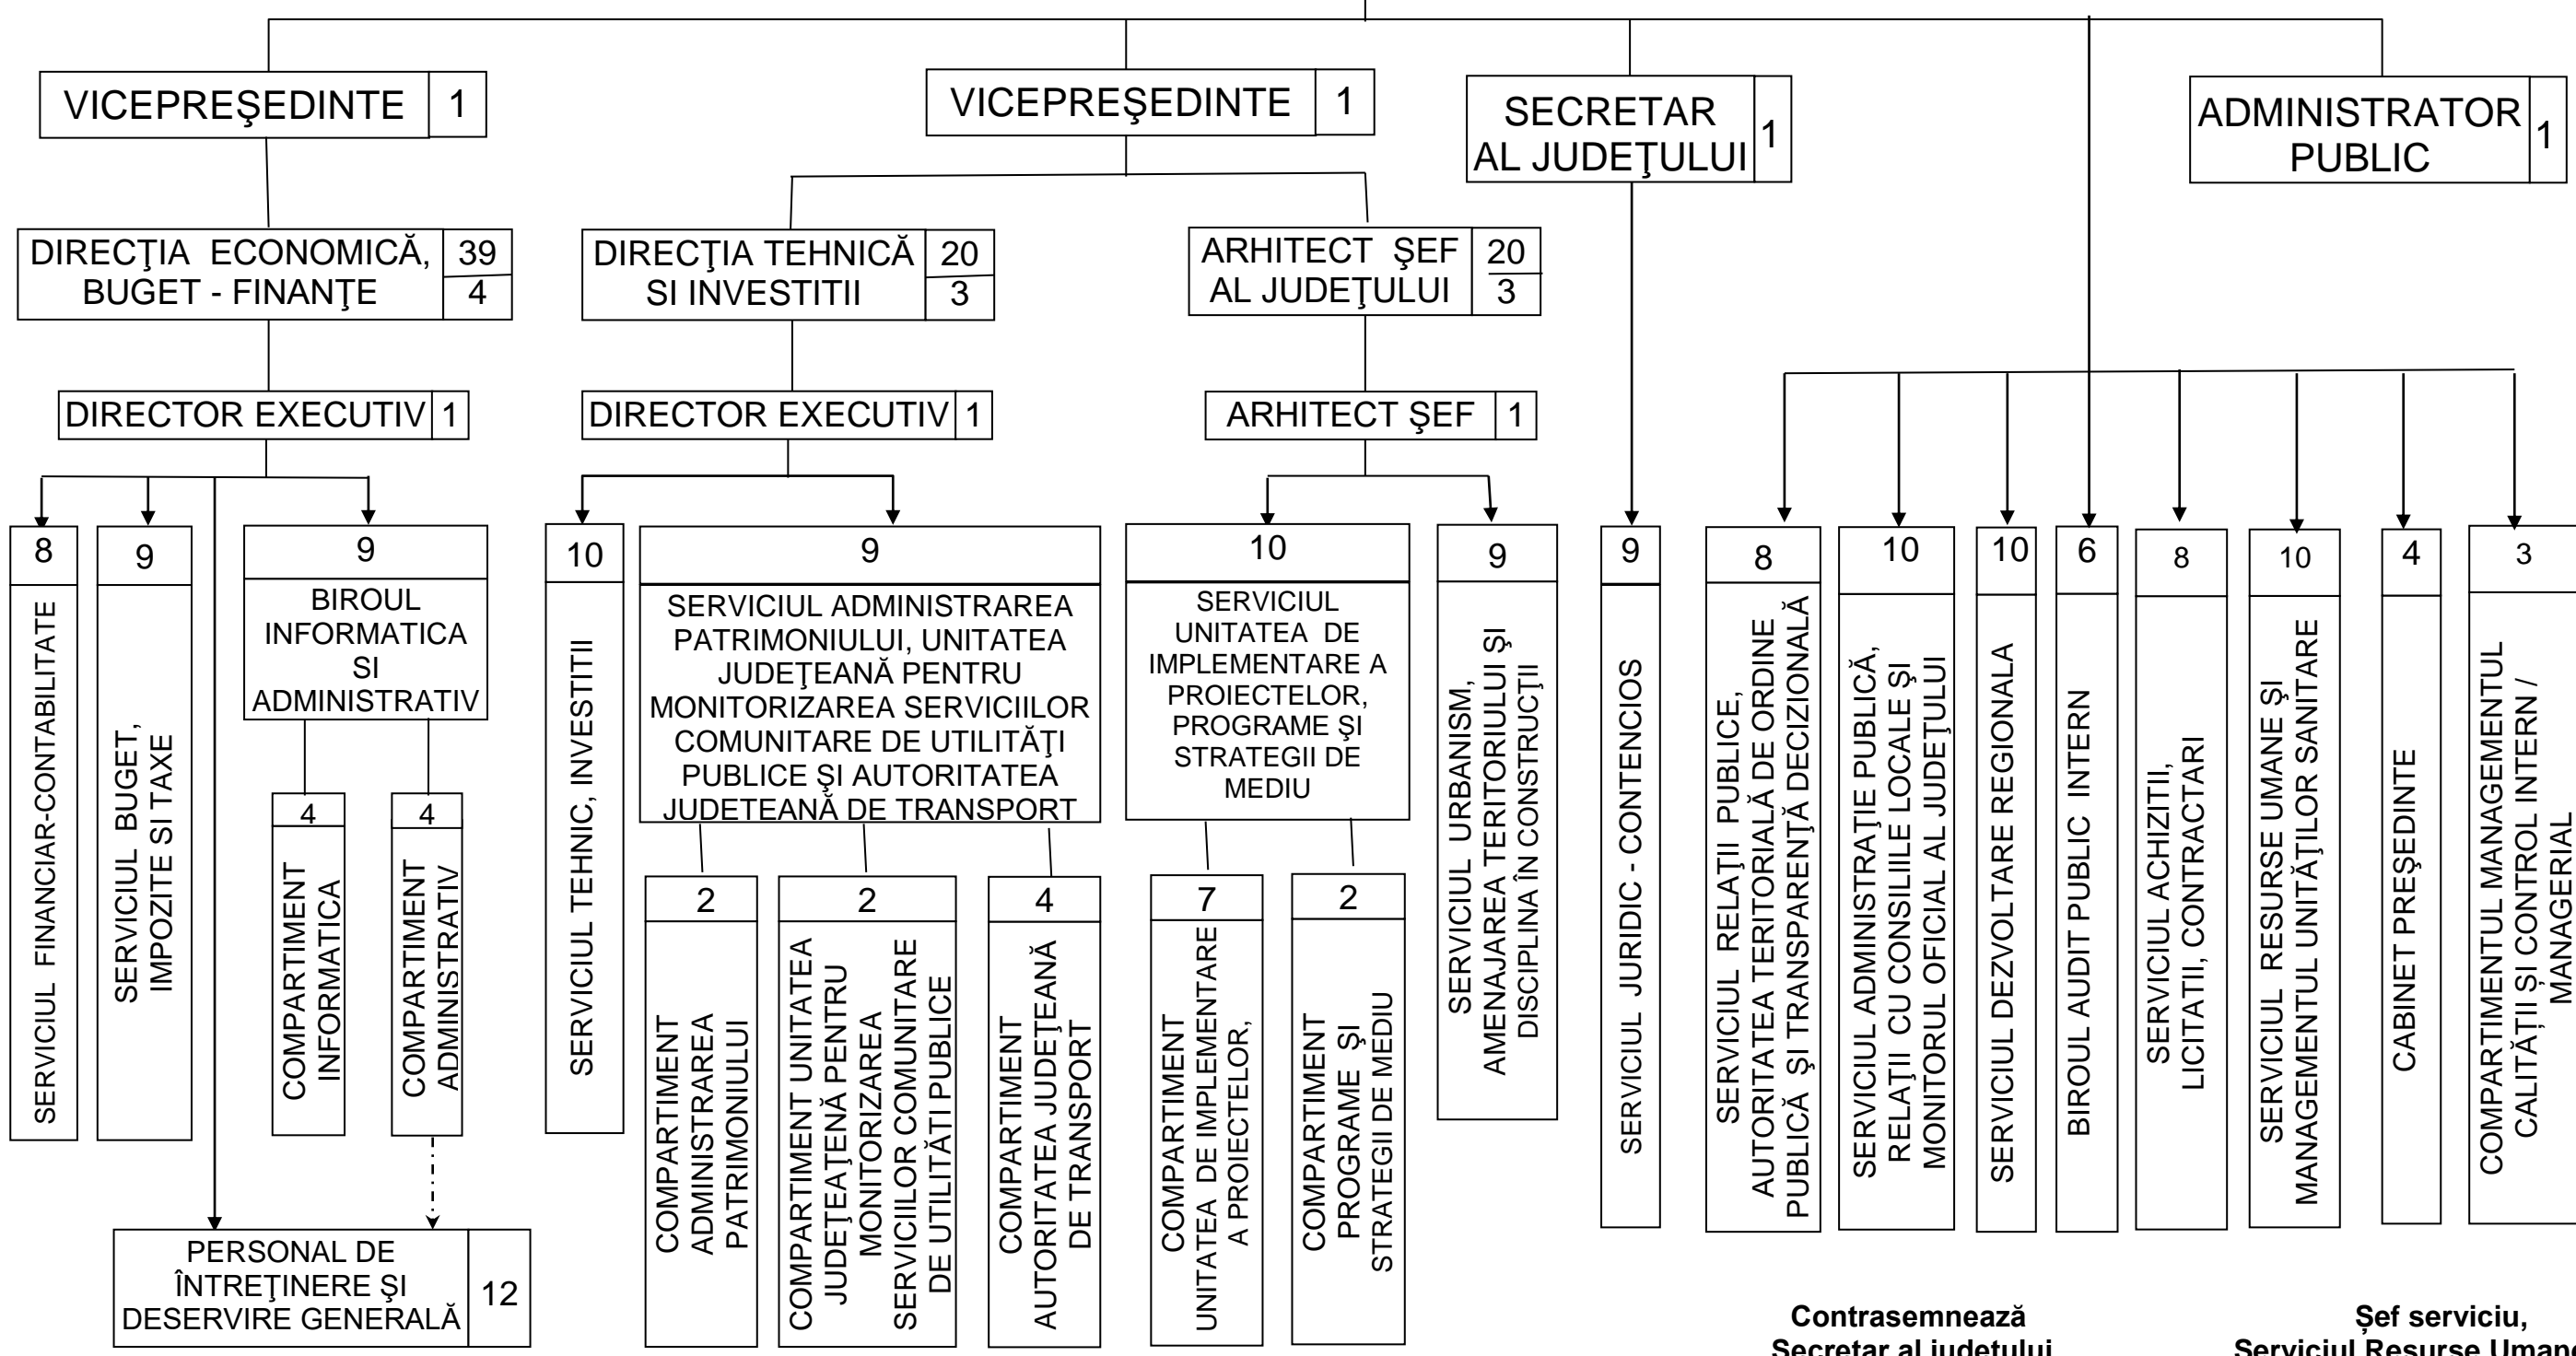 VICEPREŞEDINTE 1
VICEPREŞEDINTE 1
SECRETAR
AL JUDEŢULUI 1
ADMINISTRATOR
PUBLIC 1
DIRECŢIA ECONOMICĂ,
BUGET - FINANŢE
39
4
DIRECŢIA TEHNICĂ
SI INVESTITII
20
3
ARHITECT ŞEF
AL JUDEŢULUI
20
3
DIRECTOR EXECUTIV 1
DIRECTOR EXECUTIV 1
ARHITECT ŞEF 1
8
SERVICIUL FINANCIAR-CONTABILITATE
9
SERVICIUL BUGET,
IMPOZITE SI TAXE
9
BIROUL
INFORMATICA
SI
ADMINISTRATIV
4
COMPARTIMENT
INFORMATICA
4
COMPARTIMENT
ADMINISTRATIV
PERSONAL DE
ÎNTREŢINERE ŞI
DESERVIRE GENERALĂ
12
10
SERVICIUL TEHNIC, INVESTITII
9
SERVICIUL ADMINISTRAREA
PATRIMONIULUI, UNITATEA
JUDEŢEANĂ PENTRU
MONITORIZAREA SERVICIILOR
COMUNITARE DE UTILITĂŢI
PUBLICE ŞI AUTORITATEA
JUDETEANĂ DE TRANSPORT
2
COMPARTIMENT
ADMINISTRAREA
PATRIMONIULUI
2
COMPARTIMENT UNITATEA
JUDEŢEAŢENĂ PENTRU
MONITORIZAREA
SERVICIILOR COMUNITARE
DE UTILITĂŢI PUBLICE
4
COMPARTIMENT
AUTORITATEA JUDEŢEANĂ
DE TRANSPORT
10
SERVICIUL
UNITATEA DE
IMPLEMENTARE A
PROIECTELOR,
PROGRAME ŞI
STRATEGII DE
MEDIU
7
COMPARTIMENT
UNITATEA DE IMPLEMENTARE
A PROIECTELOR,
2
COMPARTIMENT
PROGRAME ŞI
STRATEGII DE MEDIU
9
SERVICIUL URBANISM,
AMENAJAREA TERITORIULUI ŞI
DISCIPLINA ÎN CONSTRUCŢII
9
SERVICIUL JURIDIC - CONTENCIOS
8
SERVICIUL RELAŢII PUBLICE,
AUTORITATEA TERITORIALĂ DE ORDINE
PUBLICĂ ŞI TRANSPARENŢĂ DECIZIONALĂ
10
SERVICIUL ADMINISTRAŢIE PUBLICĂ,
RELAŢII CU CONSILIILE LOCALE ŞI
MONITORUL OFICIAL AL JUDEŢULUI
10
SERVICIUL DEZVOLTARE REGIONALA
6
BIROUL AUDIT PUBLIC INTERN
8
SERVICIUL ACHIZITII,
LICITATII, CONTRACTARI
10
SERVICIUL RESURSE UMANE ŞI
MANAGEMENTUL UNITĂŢILOR SANITARE
4
CABINET PREŞEDINTE
3
COMPARTIMENTUL MANAGEMENTUL
CALITĂȚII ȘI CONTROL INTERN /
MANAGERIAL
Contrasemnează
Secretar al judeţului
Șef serviciu,
Serviciul Resurse Umane